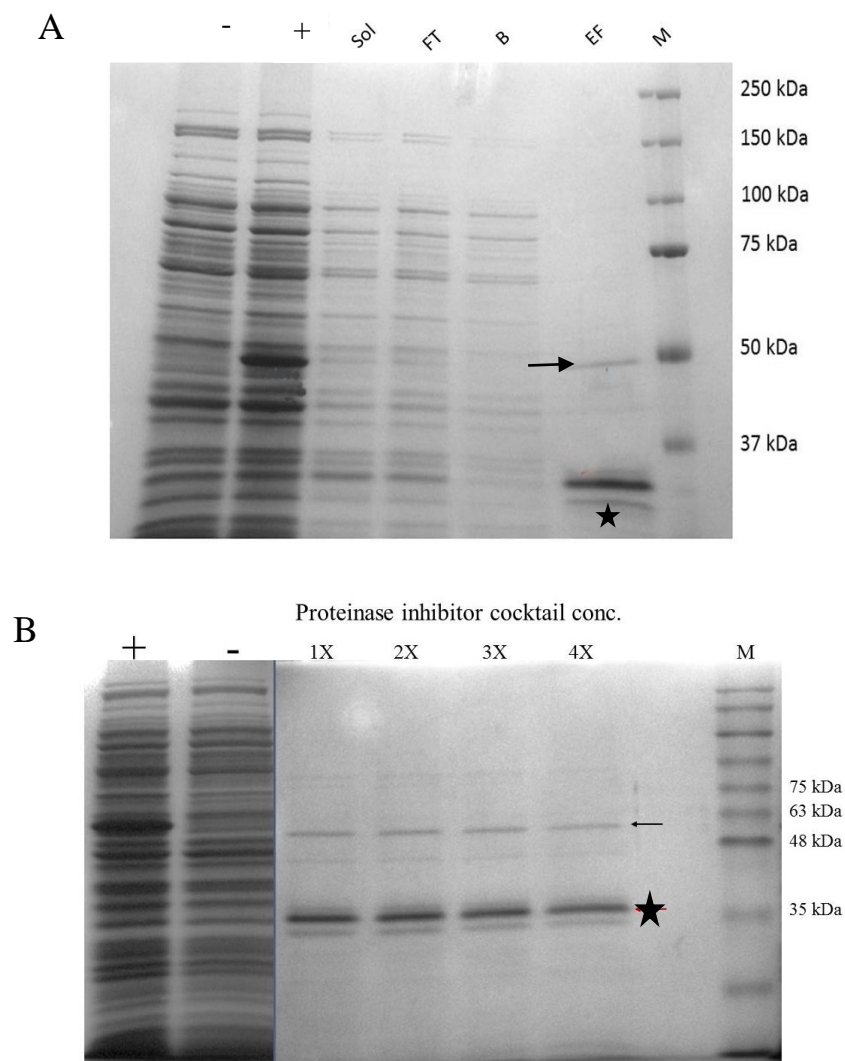 A
- + Sol FT B EF M
250 kDa
150 kDa
100 kDa
75 kDa
50 kDa
37 kDa
B
Proteinase inhibitor cocktail conc.
+ - 1X 2X 3X 4X M
75 kDa
63 kDa
48 kDa
35 kDa